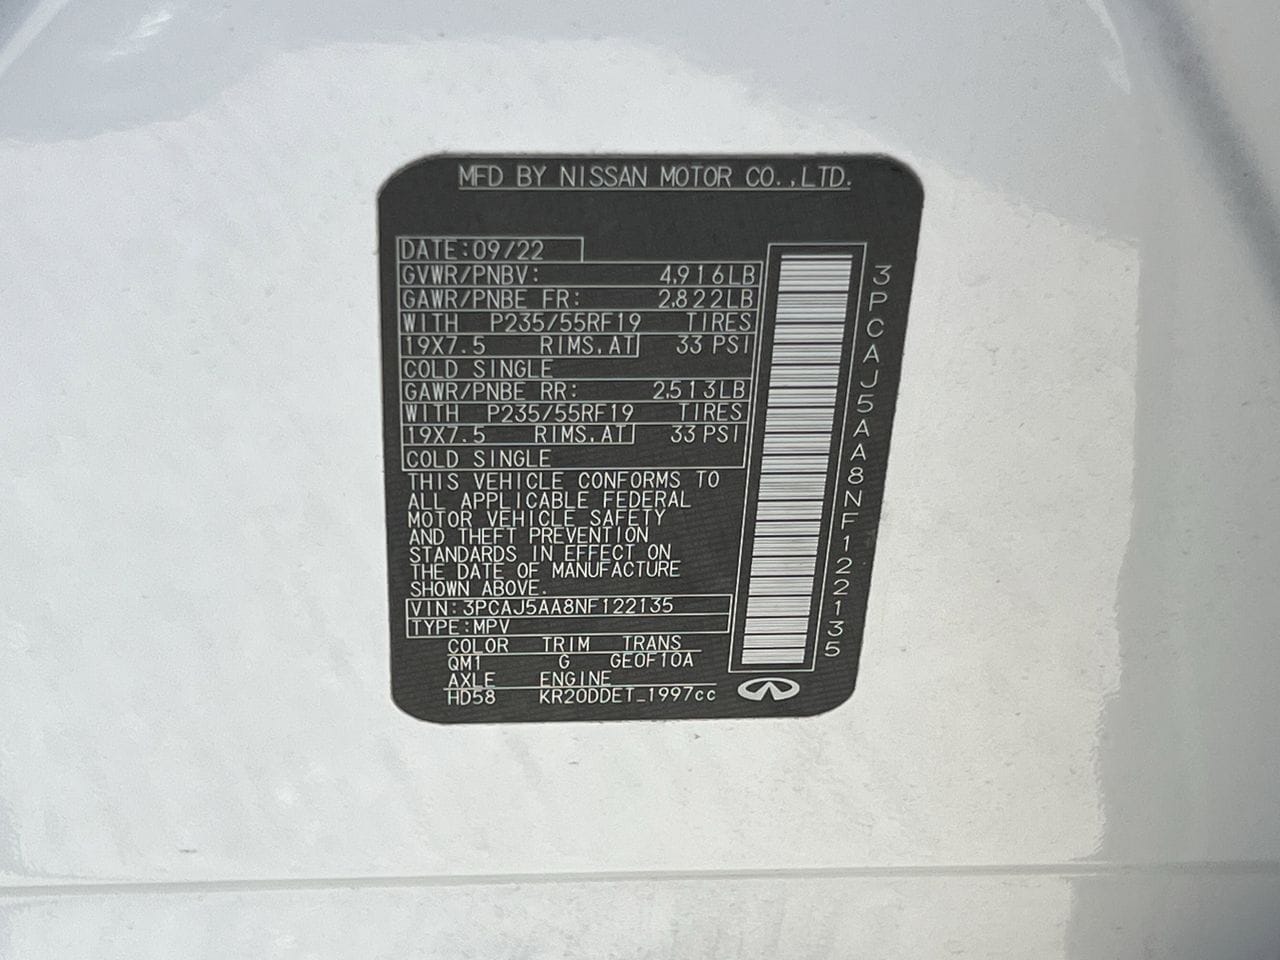 MFD BY NISSAN MOTOR CO.,LTD.
DATE:09/22
GVWR/PNBV: 4,916LB
GAWR/PNBE FR: 2,822LB
WITH P235/55RF19 TIRES
19X7.5 RIMS,AT 33 PSI
COLD SINGLE
GAWR/PNBE RR: 2,513LB
WITH P235/55RF19 TIRES
19X7.5 RIMS,AT 33 PSI
COLD SINGLE
THIS VEHICLE CONFORMS TO
ALL APPLICABLE FEDERAL
MOTOR VEHICLE SAFETY
AND THEFT PREVENTION
STANDARDS IN EFFECT ON
THE DATE OF MANUFACTURE
SHOWN ABOVE.
VIN:3PCAJ5AA8NF122135
TYPE:MPV
COLOR TRIM TRANS
QM1 G GE0F10A
AXLE ENGINE
HD58 KR20DDET_1997cc
3PCAJ5AA8NF122135